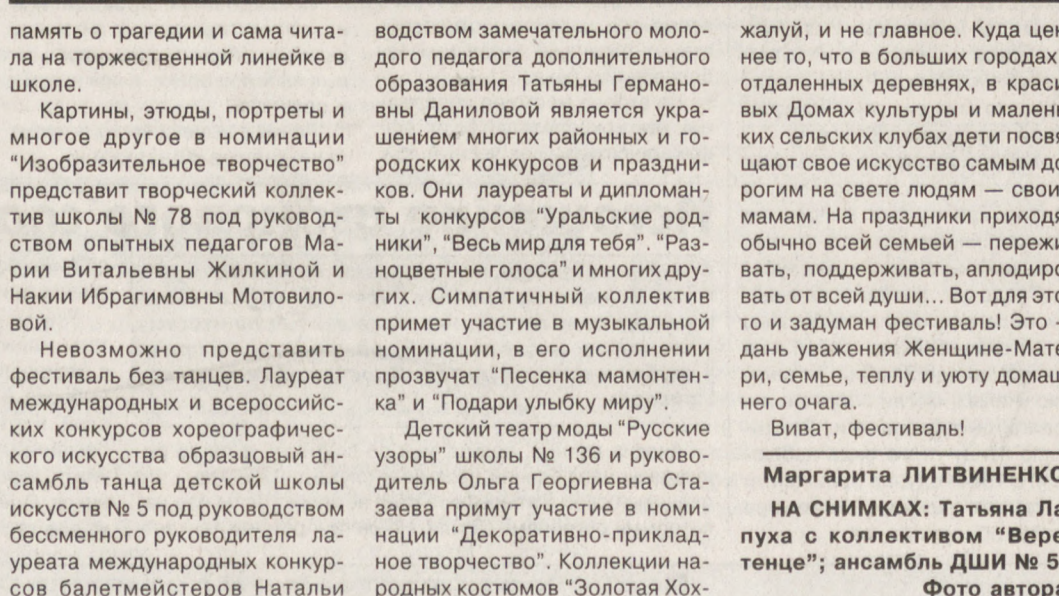 память о трагедии и сама чита-
ла на торжественной линейке в
школе.
Картины, этюды, портреты и
многое другое в номинации
“Изобразительное творчество”
представит творческий коллек-
тив школы № 78 под руковод-
ством опытных педагогов Ма-
рии Витальевны Жилкиной и
Накии Ибрагимовны Мотовило-
вой.
Невозможно представить
фестиваль без танцев. Лауреат
международных и всероссийс-
ких конкурсов хореографичес-
кого искусства образцовый ан-
самбль танца детской школы
искусств № 5 под руководством
бессменного руководителя ла-
уреата международных конкур-
сов балетмейстеров Натальи
водством замечательного моло-
дого педагога дополнительного
образования Татьяны Германо-
вны Даниловой является укра-
шением многих районных и го-
родских конкурсов и праздни-
ков. Они лауреаты и дипломан-
ты конкурсов “Уральские род-
ники”, “Весь мир для тебя”. “Раз-
ноцветные голоса” и многих дру-
гих. Симпатичный коллектив
примет участие в музыкальной
номинации, в его исполнении
прозвучат “Песенка мамонтен-
ка” и “Подари улыбку миру”.
Детский театр моды “Русские
узоры” школы № 136 и руково-
дитель Ольга Георгиевна Ста-
заева примут участие в номи-
нации “Декоративно-приклад-
ное творчество”. Коллекции на-
родных костюмов “Золотая Хох-
жалуй, и не главное. Куда цен
нее то, что в больших городах
отдаленных деревнях, в краси
вых Домах культуры и малень
ких сельских клубах дети посвя
щают свое искусство самым до
рогим на свете людям — свои
мамам. На праздники приходя
обычно всей семьей — пережи
вать, поддерживать, аплодиро
вать от всей души... Вот для это
го и задуман фестиваль! Это -
дань уважения Женщине-Мате
ри, семье, теплу и уюту домаш
него очага.
Виват, фестиваль!
Маргарита ЛИТВИНЕНКО
НА СНИМКАХ: Татьяна Ла
пуха с коллективом “Вере
тенце”; ансамбль ДШИ № 5
Фото автора